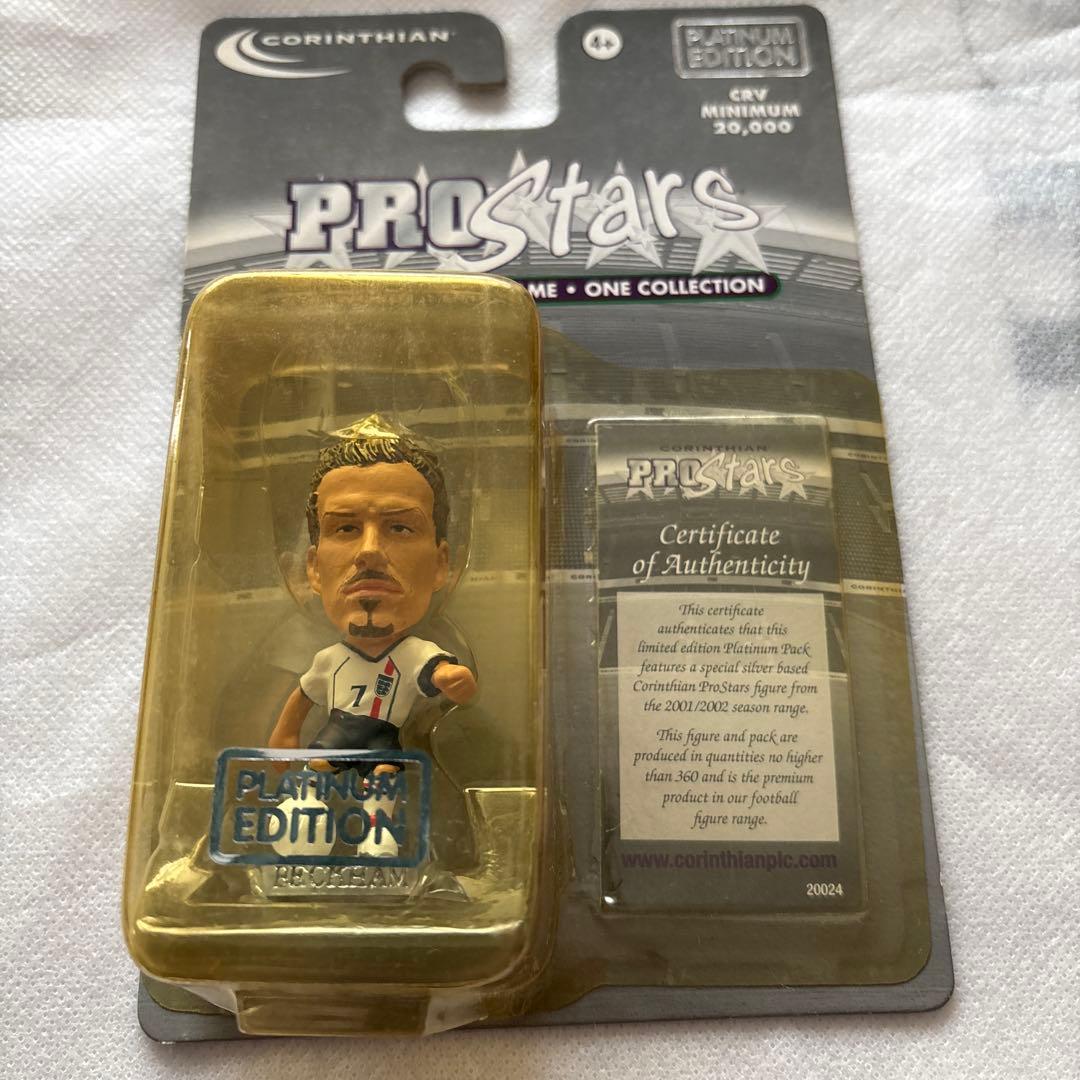 CORINTHIAN
4+
PLATINUM
EDITION
CRV
MINIMUM
20,000
PROStars
ME • ONE COLLECTION
CORINTHIAN
PROStars
Certificate
of Authenticity
This certificate
authenticates that this
limited edition Platinum Pack
features a special silver based
Corinthian ProStars figure from
the 2001/2002 season range.
This figure and pack are
produced in quantities no higher
than 360 and is the premium
product in our football
figure range.
www.corinthianplc.com
20024
7
PLATINUM
EDITION
BECKHAM